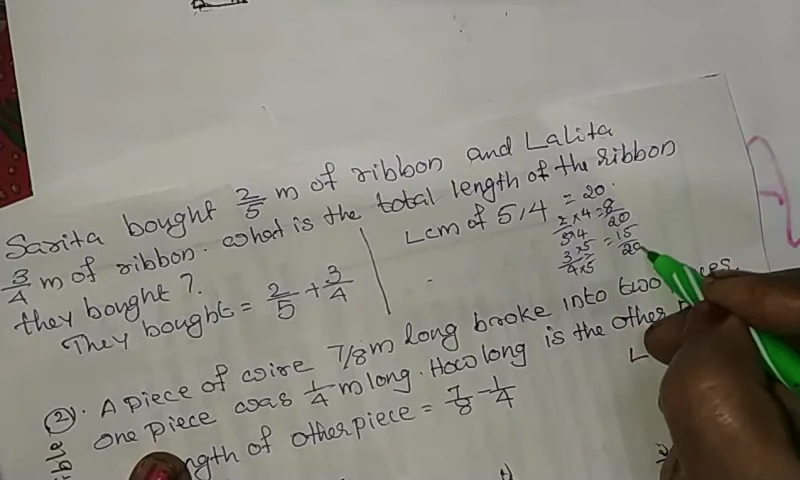 Sarita bought 2/5 m of ribbon and Lalita
3/4 m of ribbon. What is the total length of the ribbon
they bought?
They bought = 2/5 + 3/4
Lcm of 5,4 = 20.
2/5 × 4/4 = 8/20
3/4 × 5/5 = 15/20
②. A piece of wire 7/8 m long broke into two
one piece was 1/4 m long. How long is the other
length of other piece = 7/8 - 1/4